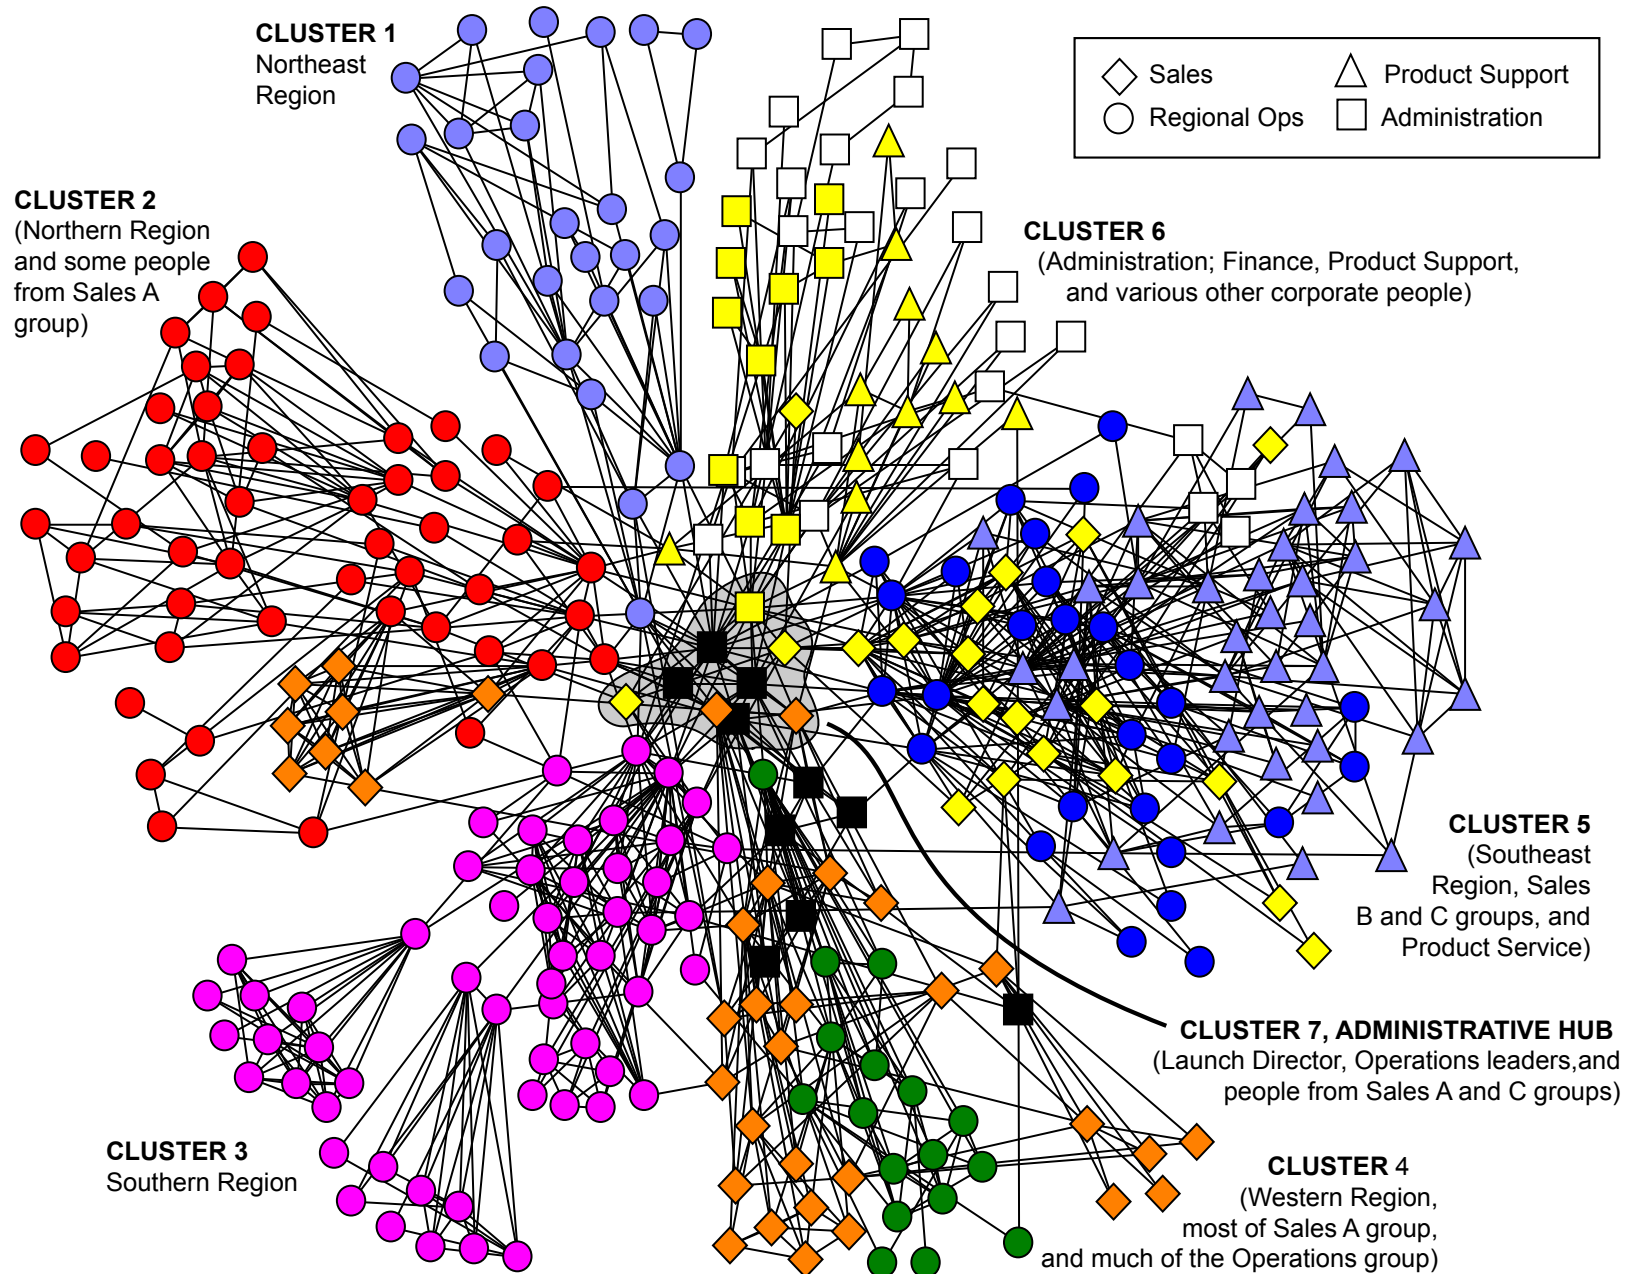 CLUSTER 1
Northeast
Region
Sales
Product Support
Regional Ops
Administration
CLUSTER 2
(Northern Region
and some people
from Sales A
group)
CLUSTER 6
(Administration; Finance, Product Support,
and various other corporate people)
CLUSTER 5
(Southeast
Region, Sales
B and C groups, and
Product Service)
CLUSTER 7, ADMINISTRATIVE HUB
(Launch Director, Operations leaders,and
people from Sales A and C groups)
CLUSTER 3
Southern Region
CLUSTER 4
(Western Region,
most of Sales A group,
and much of the Operations group)